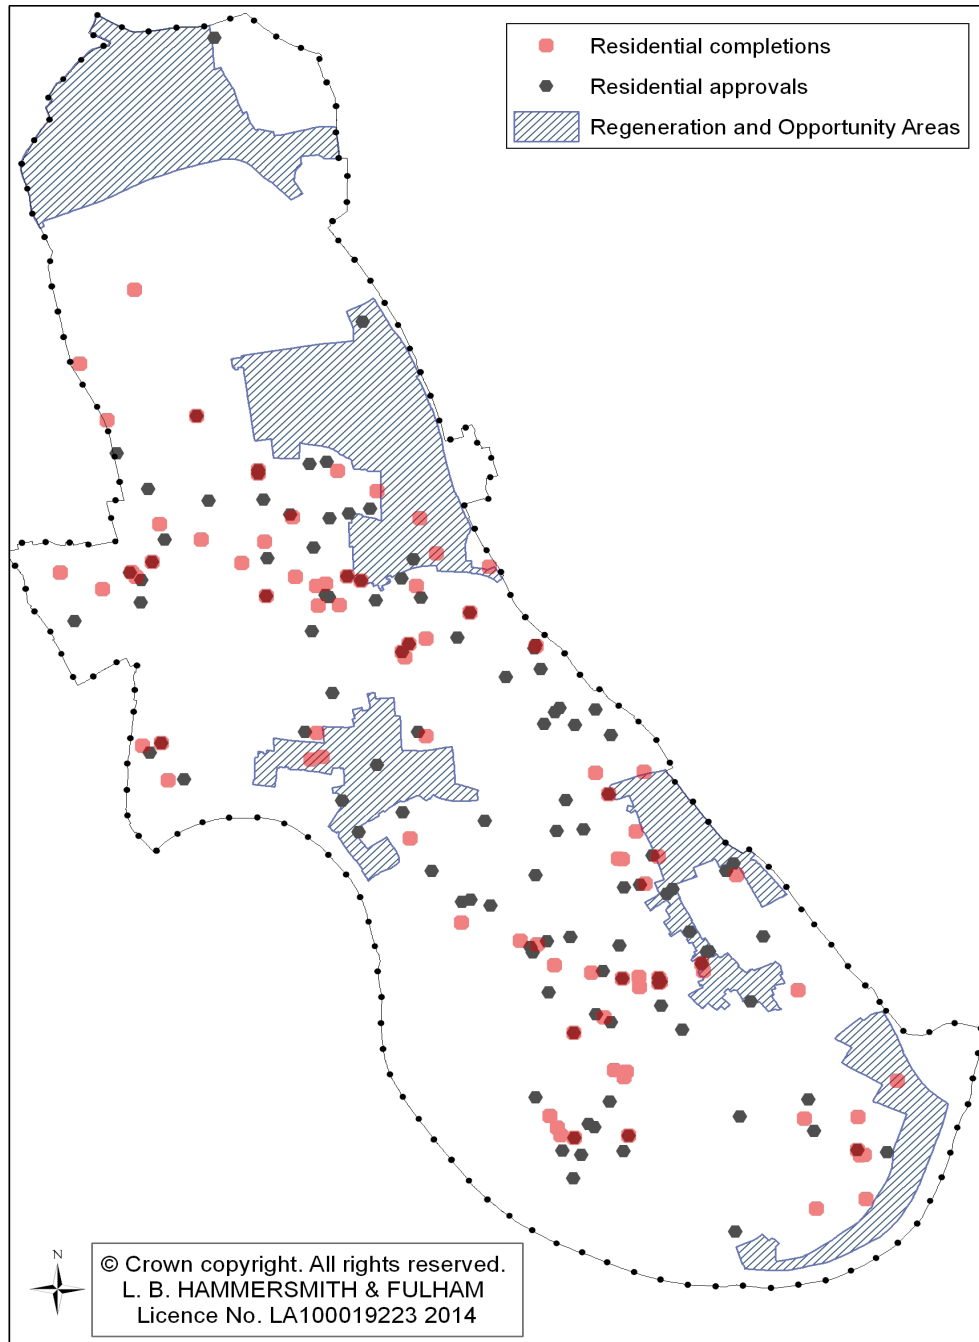 Residential completions
Residential approvals
Regeneration and Opportunity Areas
N
© Crown copyright. All rights reserved.
L. B. HAMMERSMITH & FULHAM
Licence No. LA100019223 2014